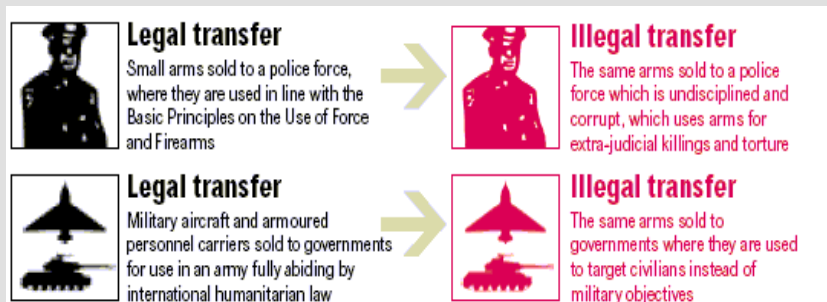 Legal transfer
Small arms sold to a police force,
where they are used in line with the
Basic Principles on the Use of Force
and Firearms
Illegal transfer
The same arms sold to a police
force which is undisciplined and
corrupt, which uses arms for
extra-judicial killings and torture
Legal transfer
Military aircraft and armoured
personnel carriers sold to governments
for use in an army fully abiding by
international humanitarian law
Illegal transfer
The same arms sold to
governments where they are used
to target civilians instead of
military objectives